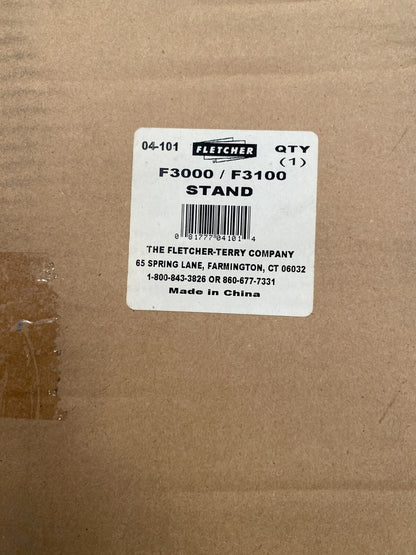 04-101 FLETCHER QTY
(1)
F3000 / F3100
STAND
0 81777 04101 4
THE FLETCHER-TERRY COMPANY
65 SPRING LANE, FARMINGTON, CT 06032
1-800-843-3826 OR 860-677-7331
Made in China